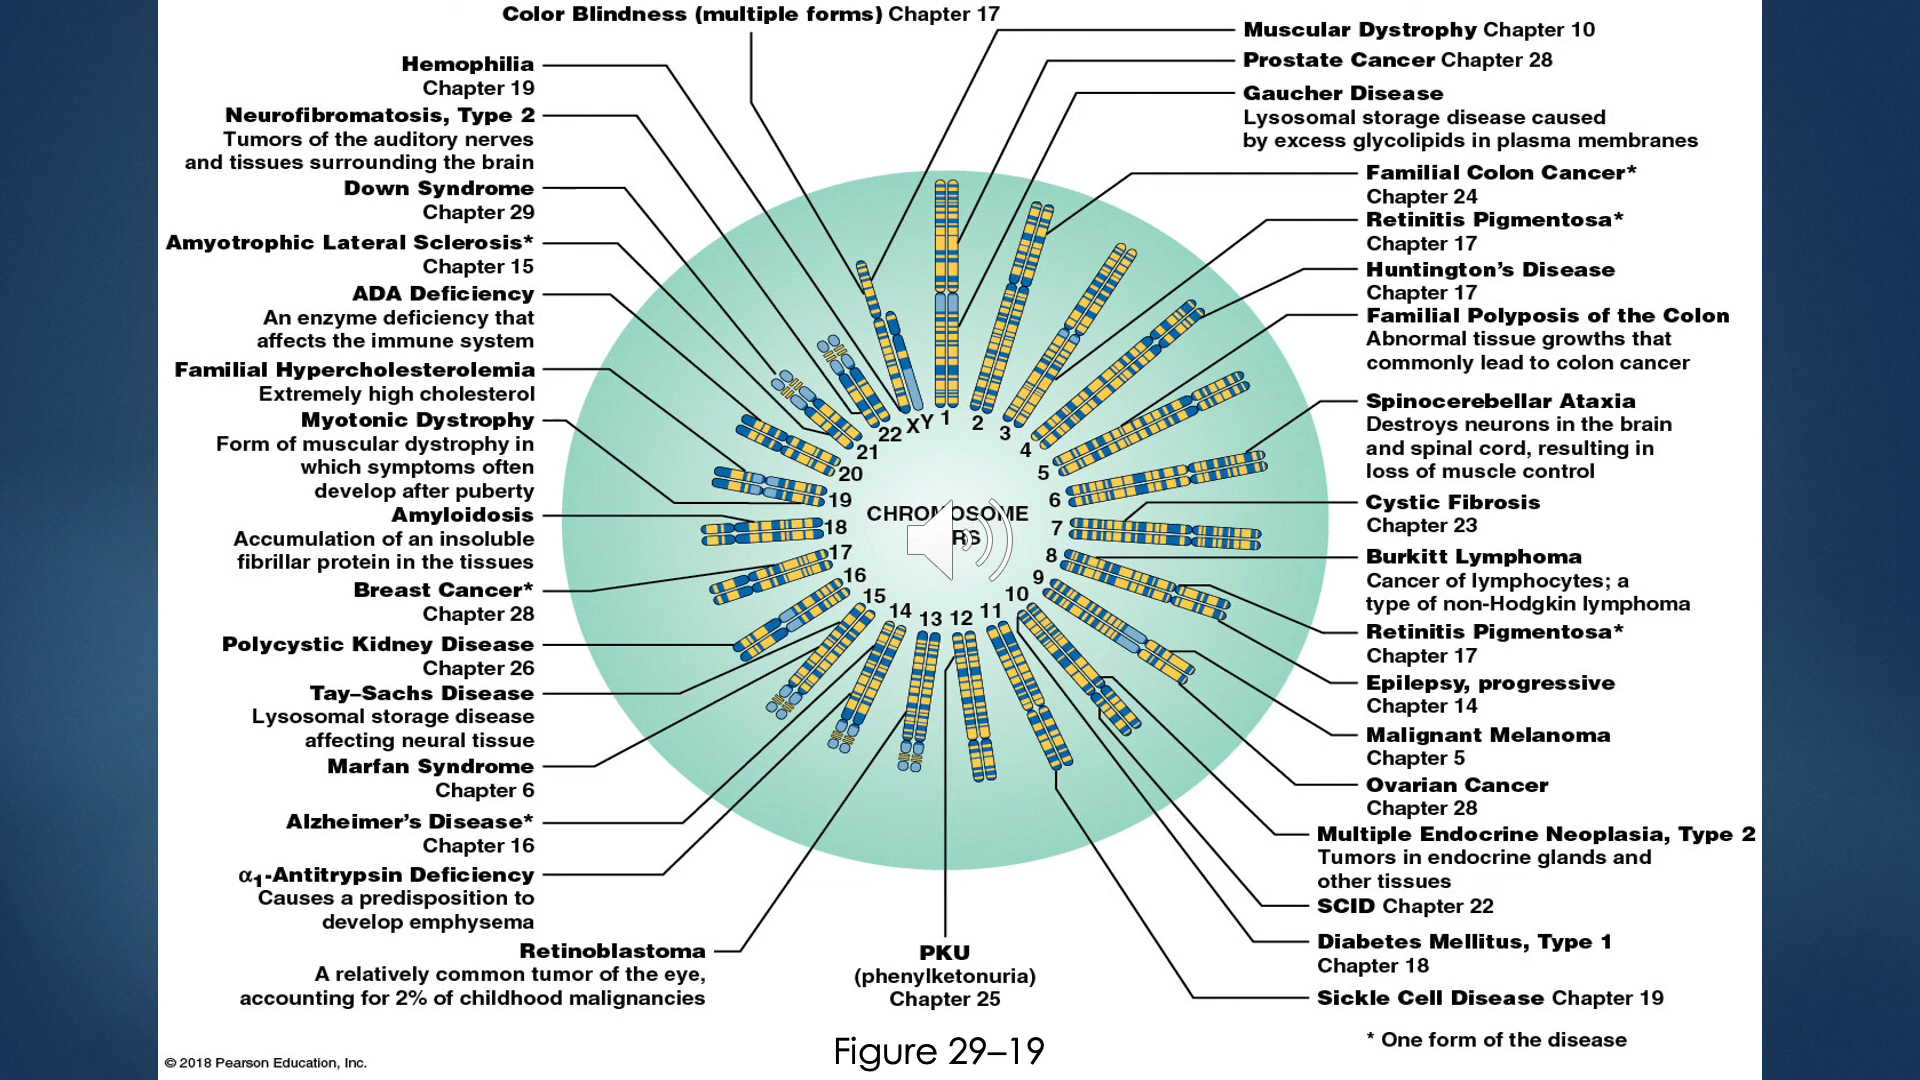 Color Blindness (multiple forms) Chapter 17
Hemophilia
Chapter 19
Neurofibromatosis, Type 2
Tumors of the auditory nerves
and tissues surrounding the brain
Down Syndrome
Chapter 29
Amyotrophic Lateral Sclerosis*
Chapter 15
ADA Deficiency
An enzyme deficiency that
affects the immune system
Familial Hypercholesterolemia
Extremely high cholesterol
Myotonic Dystrophy
Form of muscular dystrophy in
which symptoms often
develop after puberty
Amyloidosis
Accumulation of an insoluble
fibrillar protein in the tissues
Breast Cancer*
Chapter 28
Polycystic Kidney Disease
Chapter 26
Tay–Sachs Disease
Lysosomal storage disease
affecting neural tissue
Marfan Syndrome
Chapter 6
Alzheimer’s Disease*
Chapter 16
α1-Antitrypsin Deficiency
Causes a predisposition to
develop emphysema
Retinoblastoma
A relatively common tumor of the eye,
accounting for 2% of childhood malignancies
PKU
(phenylketonuria)
Chapter 25
Muscular Dystrophy Chapter 10
Prostate Cancer Chapter 28
Gaucher Disease
Lysosomal storage disease caused
by excess glycolipids in plasma membranes
Familial Colon Cancer*
Chapter 24
Retinitis Pigmentosa*
Chapter 17
Huntington’s Disease
Chapter 17
Familial Polyposis of the Colon
Abnormal tissue growths that
commonly lead to colon cancer
Spinocerebellar Ataxia
Destroys neurons in the brain
and spinal cord, resulting in
loss of muscle control
Cystic Fibrosis
Chapter 23
Burkitt Lymphoma
Cancer of lymphocytes; a
type of non-Hodgkin lymphoma
Retinitis Pigmentosa*
Chapter 17
Epilepsy, progressive
Chapter 14
Malignant Melanoma
Chapter 5
Ovarian Cancer
Chapter 28
Multiple Endocrine Neoplasia, Type 2
Tumors in endocrine glands and
other tissues
SCID Chapter 22
Diabetes Mellitus, Type 1
Chapter 18
Sickle Cell Disease Chapter 19
* One form of the disease
CHROMOSOME
1
2
3
4
5
6
7
8
9
10
11
12
13
14
15
16
17
18
19
20
21
22
X
Y
Figure 29–19
© 2018 Pearson Education, Inc.